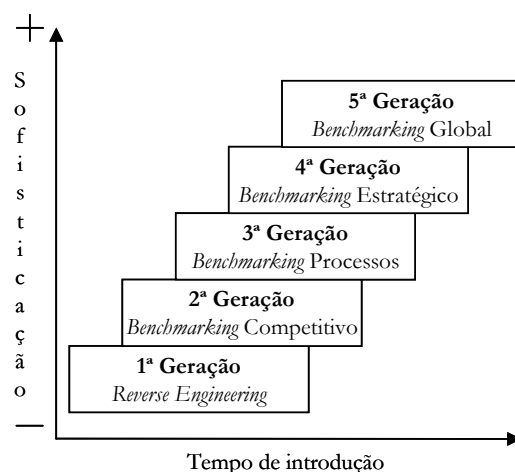 +
Sofisticação
—
5ª Geração
Benchmarking Global
4ª Geração
Benchmarking Estratégico
3ª Geração
Benchmarking Processos
2ª Geração
Benchmarking Competitivo
1ª Geração
Reverse Engineering
Tempo de introdução